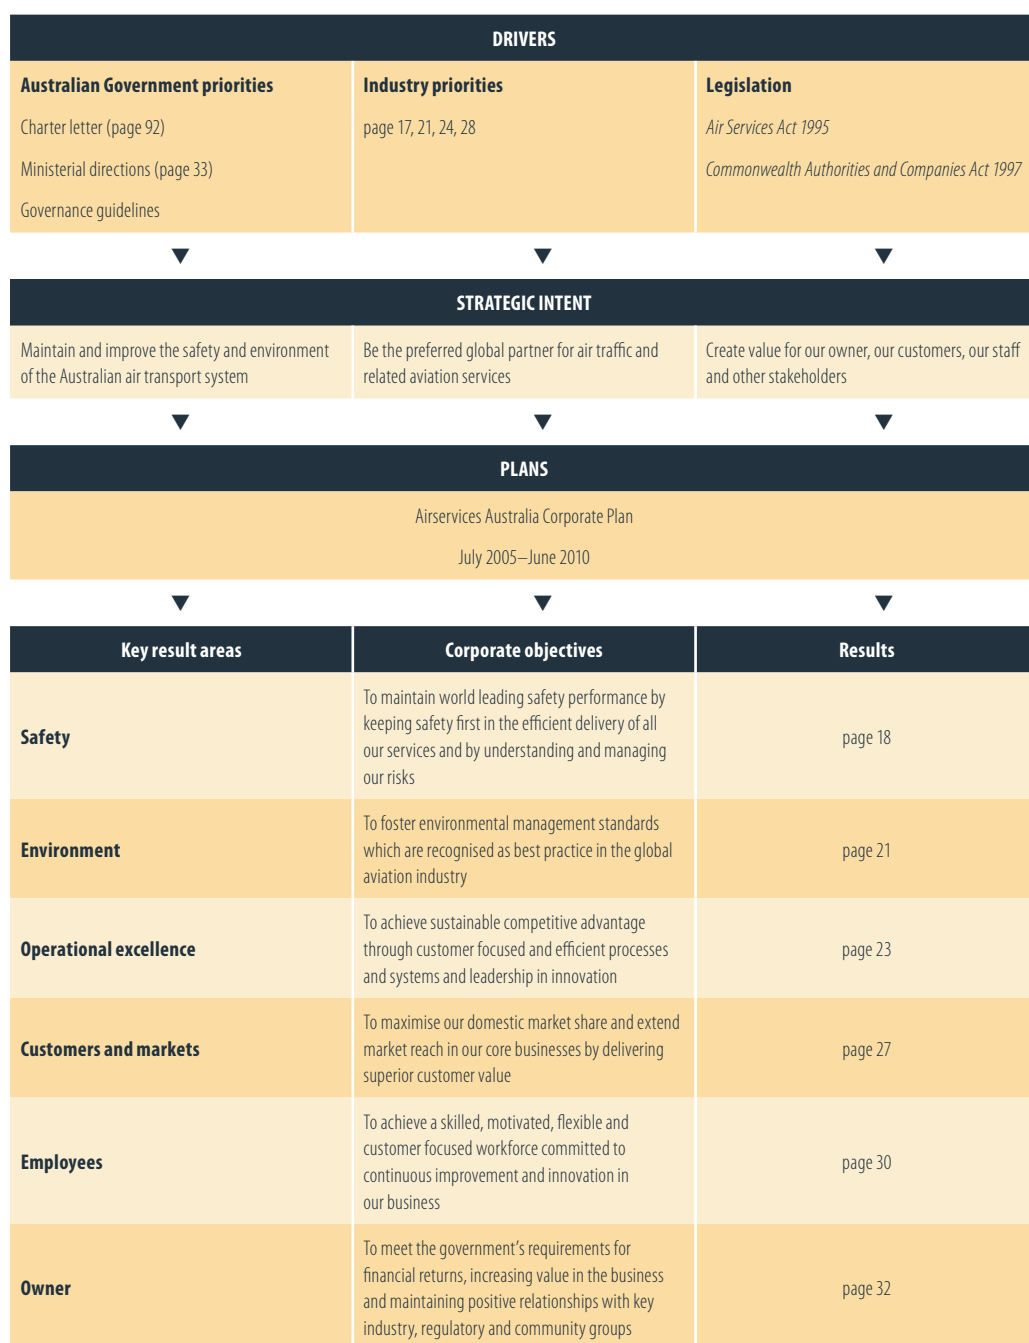 DRIVERS
Australian Government priorities
Charter letter (page 92)
Ministerial directions (page 33)
Governance guidelines
Industry priorities
page 17, 21, 24, 28
Legislation
Air Services Act 1995
Commonwealth Authorities and Companies Act 1997
STRATEGIC INTENT
Maintain and improve the safety and environment
of the Australian air transport system
Be the preferred global partner for air traffic and
related aviation services
Create value for our owner, our customers, our staff
and other stakeholders
PLANS
Airservices Australia Corporate Plan
July 2005–June 2010
Key result areas
Corporate objectives
Results
Safety
To maintain world leading safety performance by
keeping safety first in the efficient delivery of all
our services and by understanding and managing
our risks
page 18
Environment
To foster environmental management standards
which are recognised as best practice in the global
aviation industry
page 21
Operational excellence
To achieve sustainable competitive advantage
through customer focused and efficient processes
and systems and leadership in innovation
page 23
Customers and markets
To maximise our domestic market share and extend
market reach in our core businesses by delivering
superior customer value
page 27
Employees
To achieve a skilled, motivated, flexible and
customer focused workforce committed to
continuous improvement and innovation in
our business
page 30
Owner
To meet the government's requirements for
financial returns, increasing value in the business
and maintaining positive relationships with key
industry, regulatory and community groups
page 32